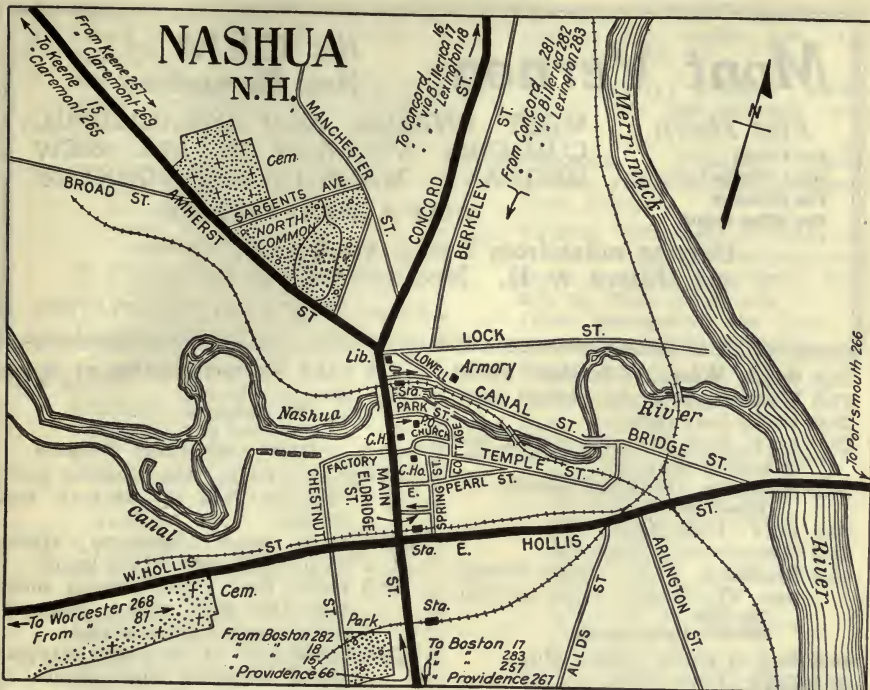 NASHUA
N.H.
From Keene 257
" Claremont 269
To Keene 15
" Claremont 265
To Concord 16
" " via Billerica 17
" " " Lexington 18
From Concord 281
" " via Billerica 282
" " " Lexington 283
N
Merrimack
MANCHESTER
ST.
CONCORD
ST.
BERKELEY
ST.
Cem.
BROAD ST.
AMHERST
ST
SARGENTS AVE.
NORTH
COMMON
LOCK ST.
Lib.
LOWELL
Armory
Sta.
CANAL
ST.
Nashua
River
PARK ST.
P.O.
C.H.
CHURCH
COTTAGE
BRIDGE ST.
TEMPLE ST.
C.Ha.
FACTORY
MAIN
ELDRIDGE
ST.
ST.
E.
SPRING
PEARL ST.
CHESTNUT
ST.
Canal
To Portsmouth 266
W. HOLLIS ST
Sta.
E. HOLLIS ST.
ST.
River
Cem.
To Worcester 268
From " 87
Park
Sta.
ALLDS
ST
ARLINGTON
ST.
From Boston 282
" " 18
" " 15
" Providence 66
To Boston 17
" " 283
" " 257
" Providence 267